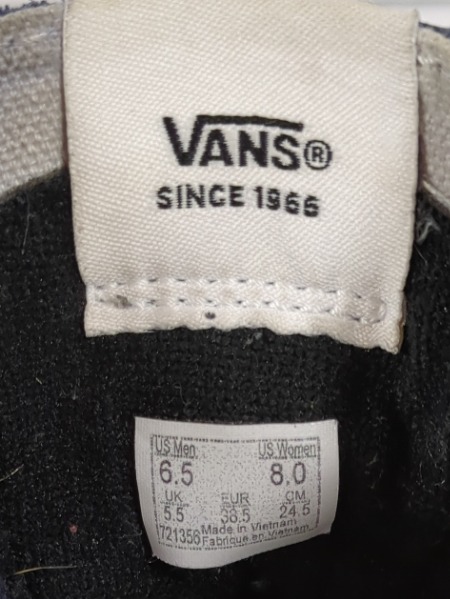 VANS®
SINCE 1966
US Men US Women
6.5 8.0
UK EUR CM
5.5 38.5 24.5
721356 Made in Vietnam
Fabriqué en Vietnam